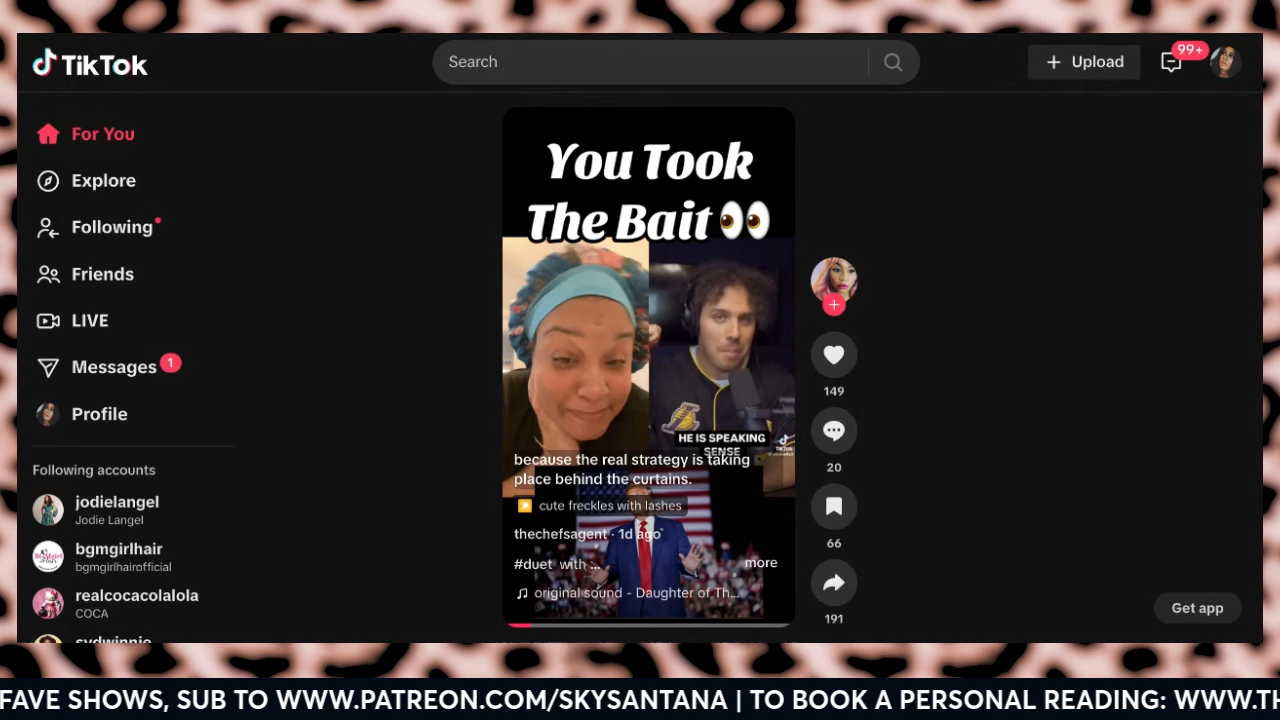 TikTok
Search
Upload
99+
For You
Explore
Following
Friends
LIVE
Messages 1
Profile
Following accounts
jodielangel
Jodie Langel
bgmgirlhair
bgmgirlhairofficial
realcocacolalola
COCA
sydwinnie
You Took
The Bait 👀
HE IS SPEAKING
SENSE
TikTok
because the real strategy is taking
place behind the curtains.
cute freckles with lashes
thechefsagent · 1d ago
#duet with ...
more
original sound - Daughter of Th...
149
20
66
191
Get app
FAVE SHOWS, SUB TO WWW.PATREON.COM/SKYSANTANA | TO BOOK A PERSONAL READING: WWW.TH